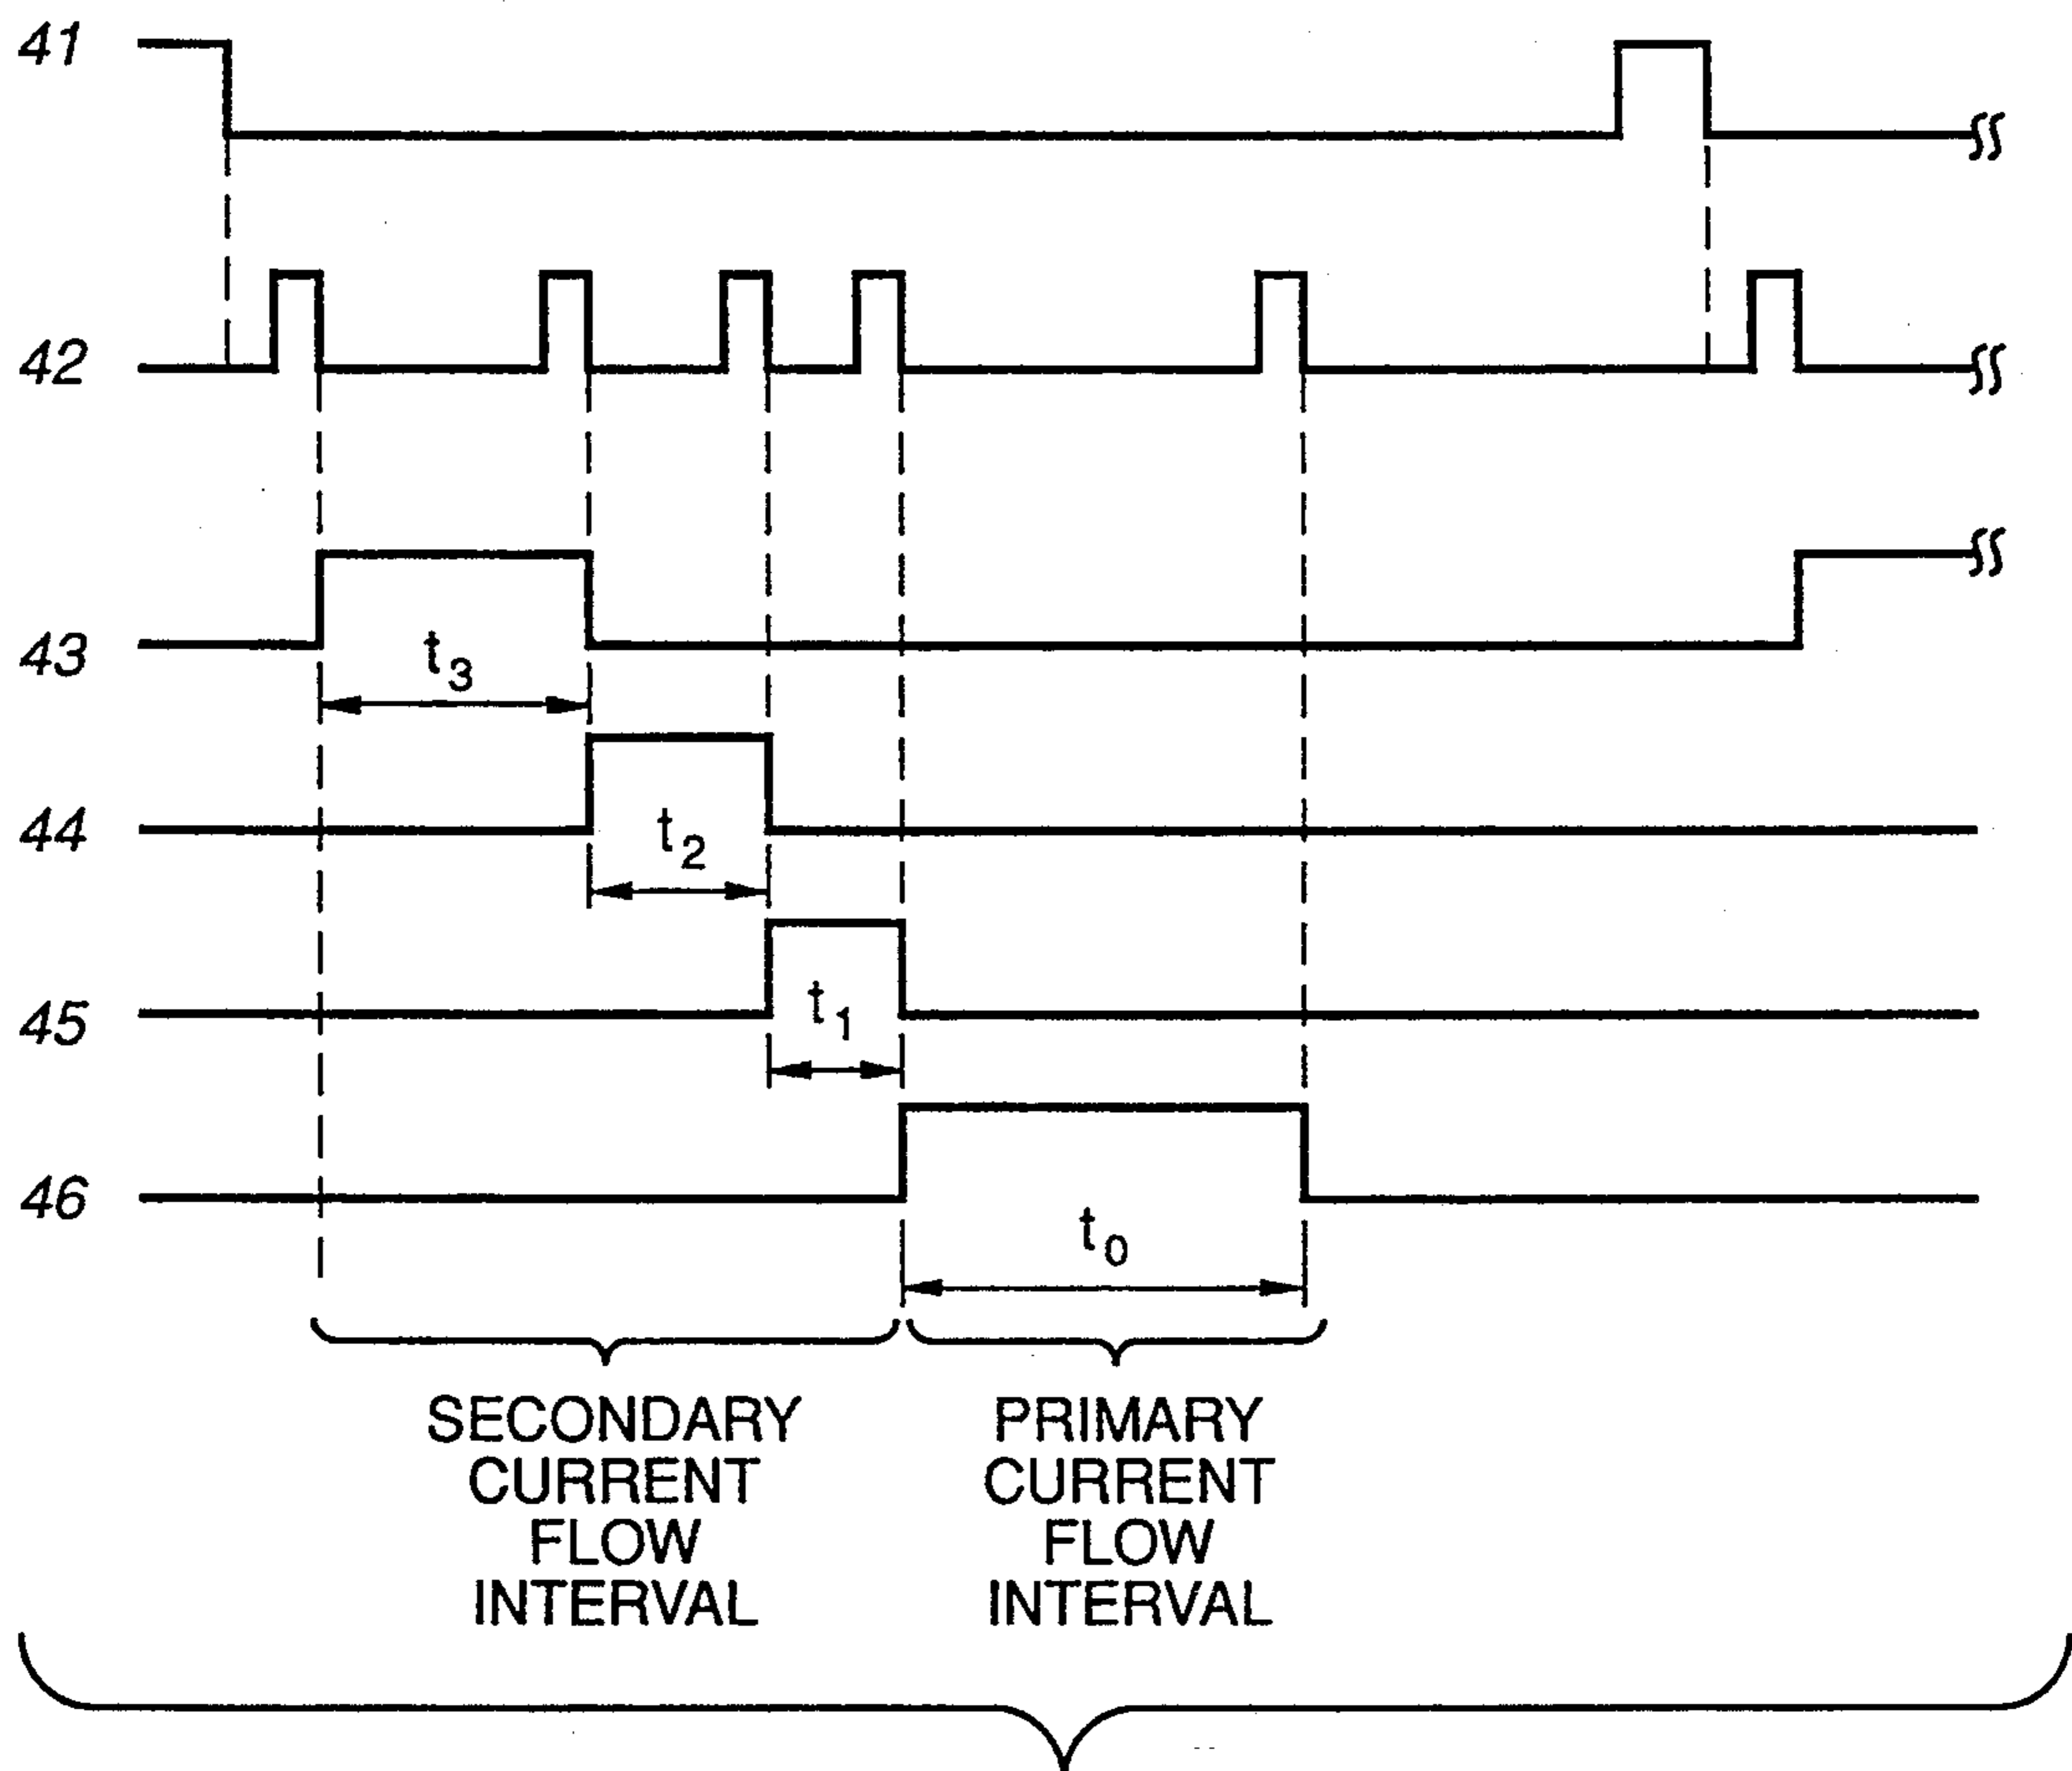 41
42
43
t3
44
t2
45
t1
46
t0
SECONDARY
CURRENT
FLOW
INTERVAL
PRIMARY
CURRENT
FLOW
INTERVAL